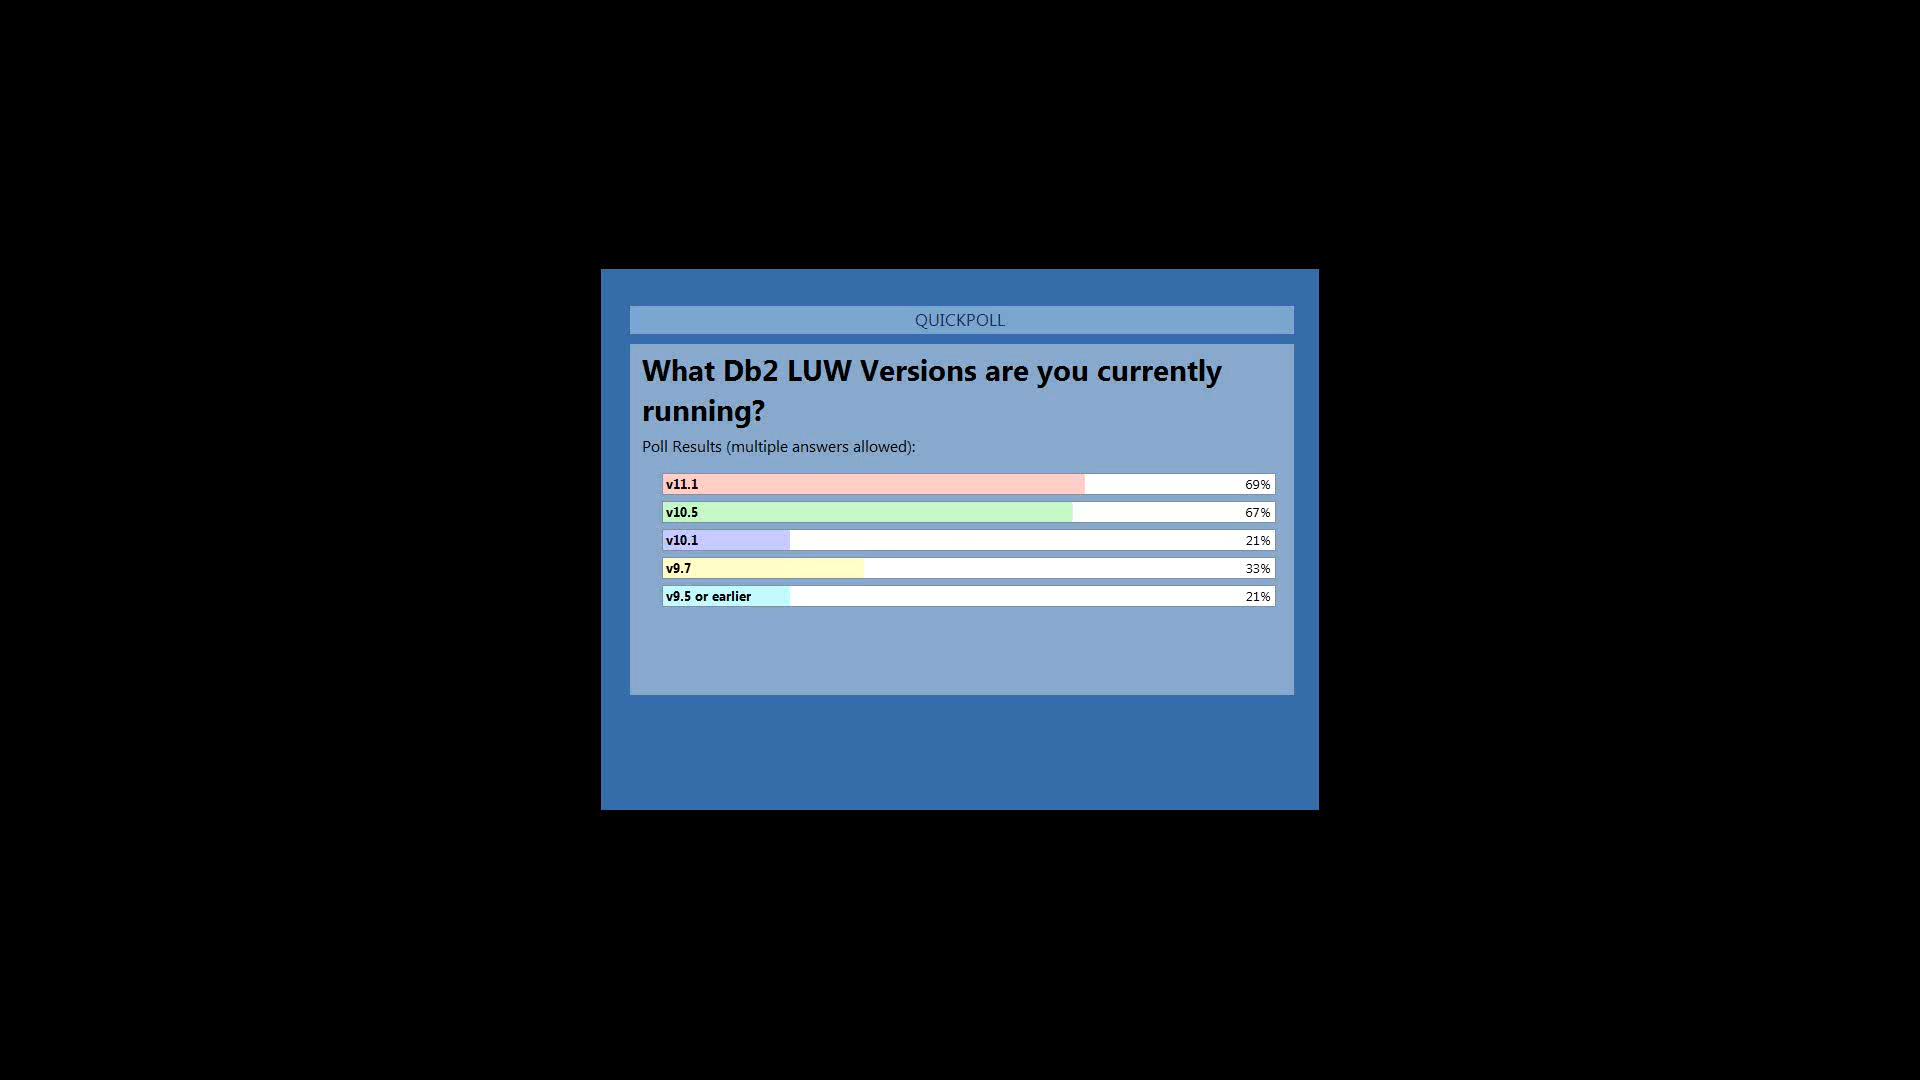 QUICKPOLL
What Db2 LUW Versions are you currently
running?
Poll Results (multiple answers allowed):
v11.1 69%
v10.5 67%
v10.1 21%
v9.7 33%
v9.5 or earlier 21%